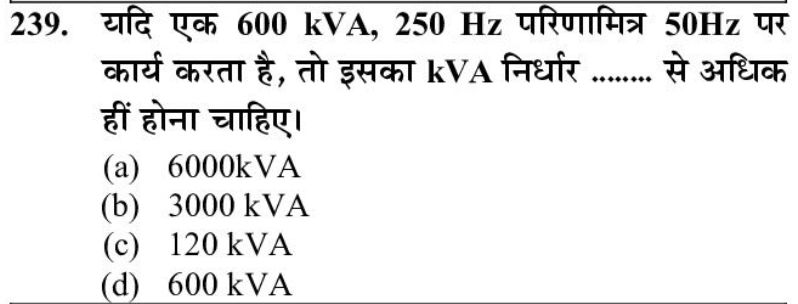 239. यदि एक 600 kVA, 250 Hz परिणामित्र 50Hz पर
कार्य करता है, तो इसका kVA निर्धार ........ से अधिक
हीं होना चाहिए।
(a) 6000kVA
(b) 3000 kVA
(c) 120 kVA
(d) 600 kVA